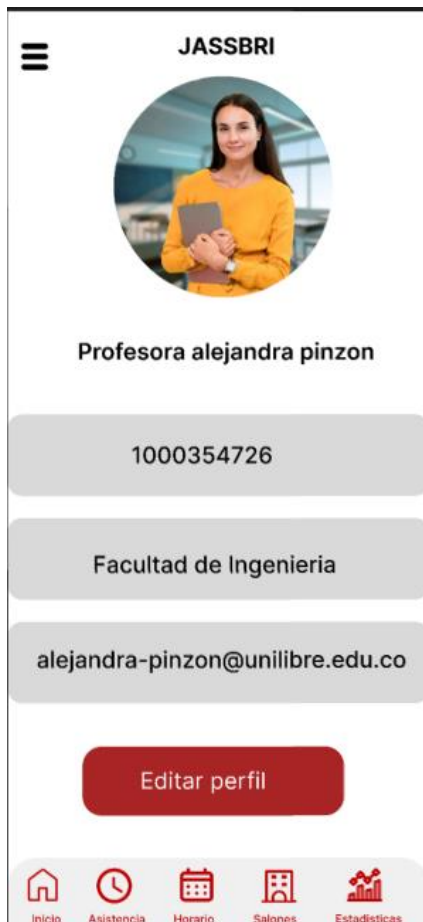 JASSBRI
Profesora alejandra pinzon
1000354726
Facultad de Ingenieria
alejandra-pinzon@unilibre.edu.co
Editar perfil
Inicio Asistencia Horario Salones Estadísticas